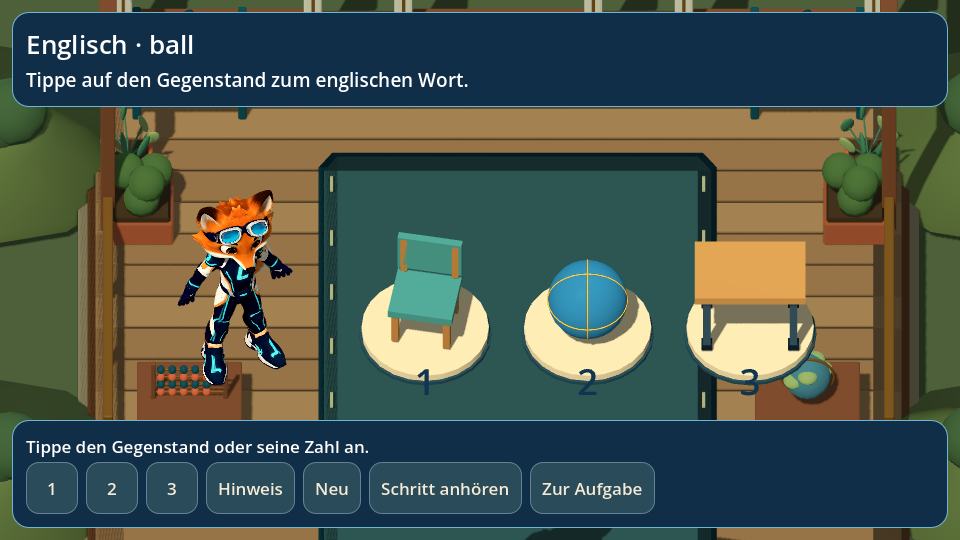 Englisch · ball
Tippe auf den Gegenstand zum englischen Wort.
1
2
3
Tippe den Gegenstand oder seine Zahl an.
1
2
3
Hinweis
Neu
Schritt anhören
Zur Aufgabe